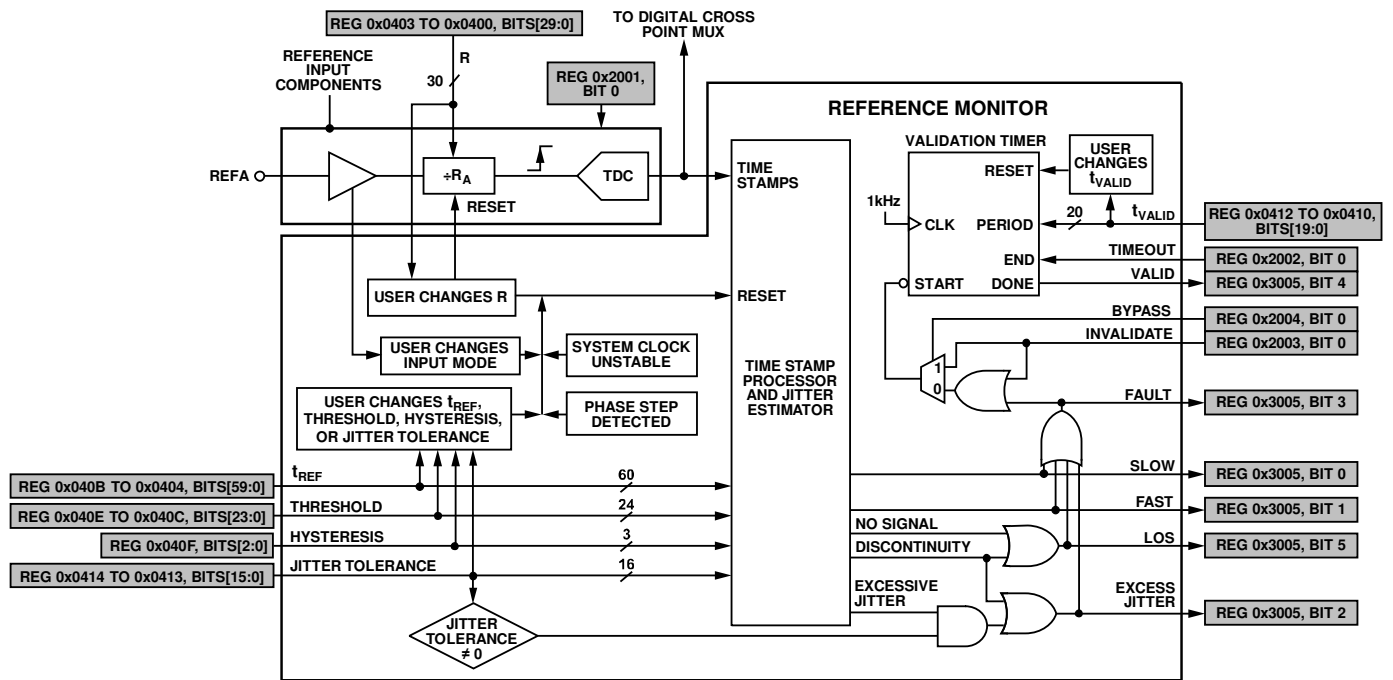 REG 0x0403 TO 0x0400, BITS[29:0]
TO DIGITAL CROSS
POINT MUX
REFERENCE
INPUT
COMPONENTS
R
30
REG 0x2001,
BIT 0
REFERENCE MONITOR
REFA
÷RA
RESET
TDC
TIME
STAMPS
VALIDATION TIMER
RESET
USER
CHANGES
tVALID
1kHz
CLK
PERIOD
20
tVALID
REG 0x0412 TO 0x0410,
BITS[19:0]
END
TIMEOUT
REG 0x2002, BIT 0
START
DONE
VALID
REG 0x3005, BIT 4
USER CHANGES R
RESET
BYPASS
REG 0x2004, BIT 0
INVALIDATE
REG 0x2003, BIT 0
USER CHANGES
INPUT MODE
SYSTEM CLOCK
UNSTABLE
1
0
TIME STAMP
PROCESSOR
AND JITTER
ESTIMATOR
USER CHANGES tREF,
THRESHOLD, HYSTERESIS,
OR JITTER TOLERANCE
PHASE STEP
DETECTED
FAULT
REG 0x3005, BIT 3
tREF
60
REG 0x040B TO 0x0404, BITS[59:0]
SLOW
REG 0x3005, BIT 0
THRESHOLD
24
REG 0x040E TO 0x040C, BITS[23:0]
FAST
REG 0x3005, BIT 1
HYSTERESIS
3
REG 0x040F, BITS[2:0]
NO SIGNAL
DISCONTINUITY
LOS
REG 0x3005, BIT 5
JITTER TOLERANCE
16
REG 0x0414 TO 0x0413, BITS[15:0]
EXCESSIVE
JITTER
EXCESS
JITTER
REG 0x3005, BIT 2
JITTER
TOLERANCE
≠ 0